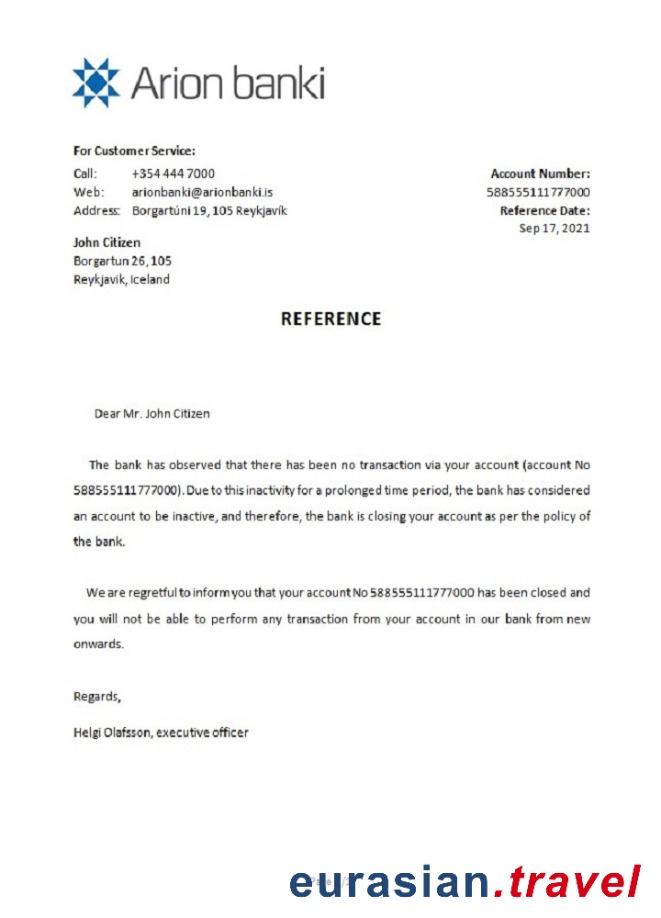 Arion banki
For Customer Service:
Call: +354 444 7000
Web: arionbanki@arionbanki.is
Address: Borgartúni 19, 105 Reykjavík
Account Number:
588555111777000
Reference Date:
Sep 17, 2021
John Citizen
Borgartun 26, 105
Reykjavik, Iceland
REFERENCE
Dear Mr. John Citizen
The bank has observed that there has been no transaction via your account (account No
588555111777000). Due to this inactivity for a prolonged time period, the bank has considered
an account to be inactive, and therefore, the bank is closing your account as per the policy of
the bank.
We are regretful to inform you that your account No 588555111777000 has been closed and
you will not be able to perform any transaction from your account in our bank from new
onwards.
Regards,
Helgi Olafsson, executive officer
eurasian.travel